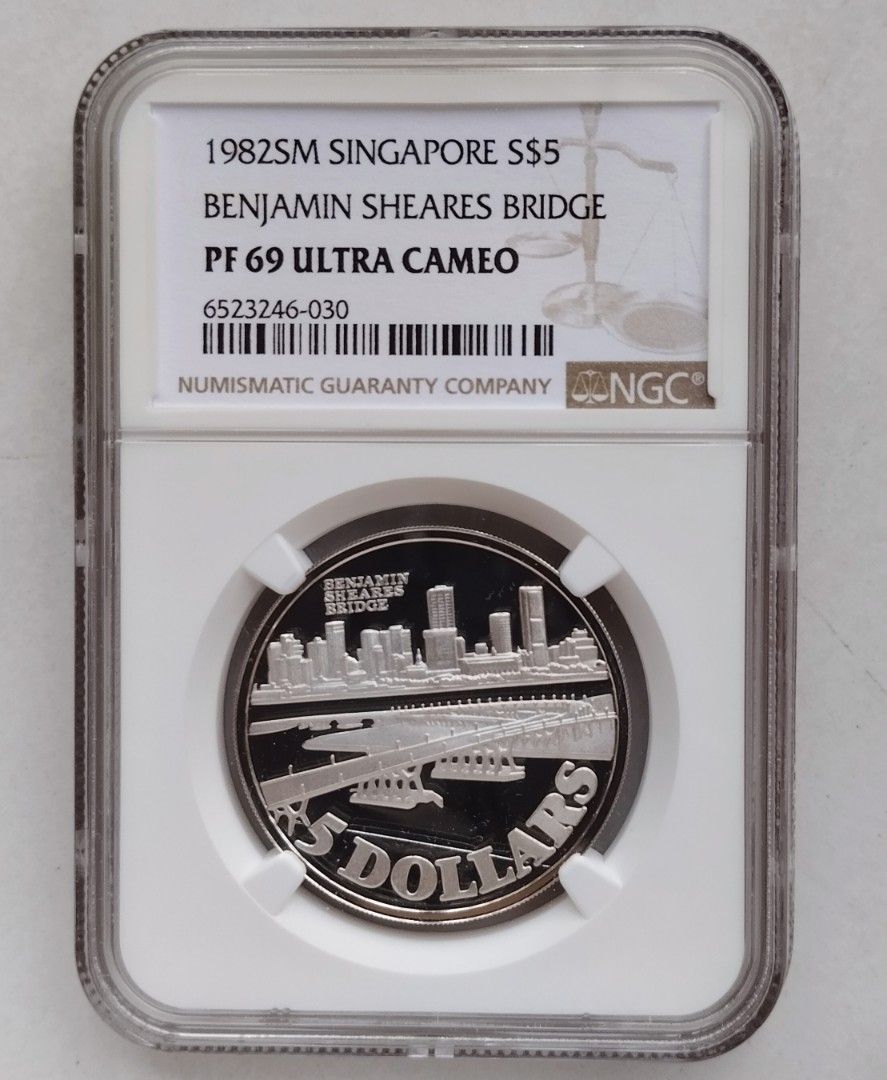 1982SM SINGAPORE S$5
BENJAMIN SHEARES BRIDGE
PF 69 ULTRA CAMEO
6523246-030
NUMISMATIC GUARANTY COMPANY
NGC®
BENJAMIN
SHEARES
BRIDGE
5 DOLLARS